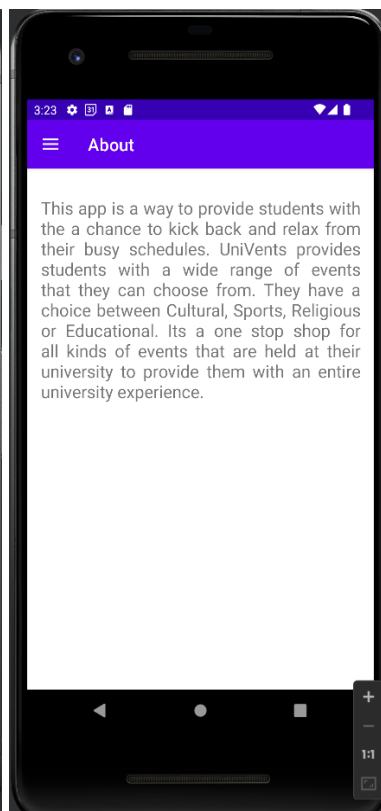 3:23
About
This app is a way to provide students with
the a chance to kick back and relax from
their busy schedules. UniVents provides
students with a wide range of events
that they can choose from. They have a
choice between Cultural, Sports, Religious
or Educational. Its a one stop shop for
all kinds of events that are held at their
university to provide them with an entire
university experience.
1:1